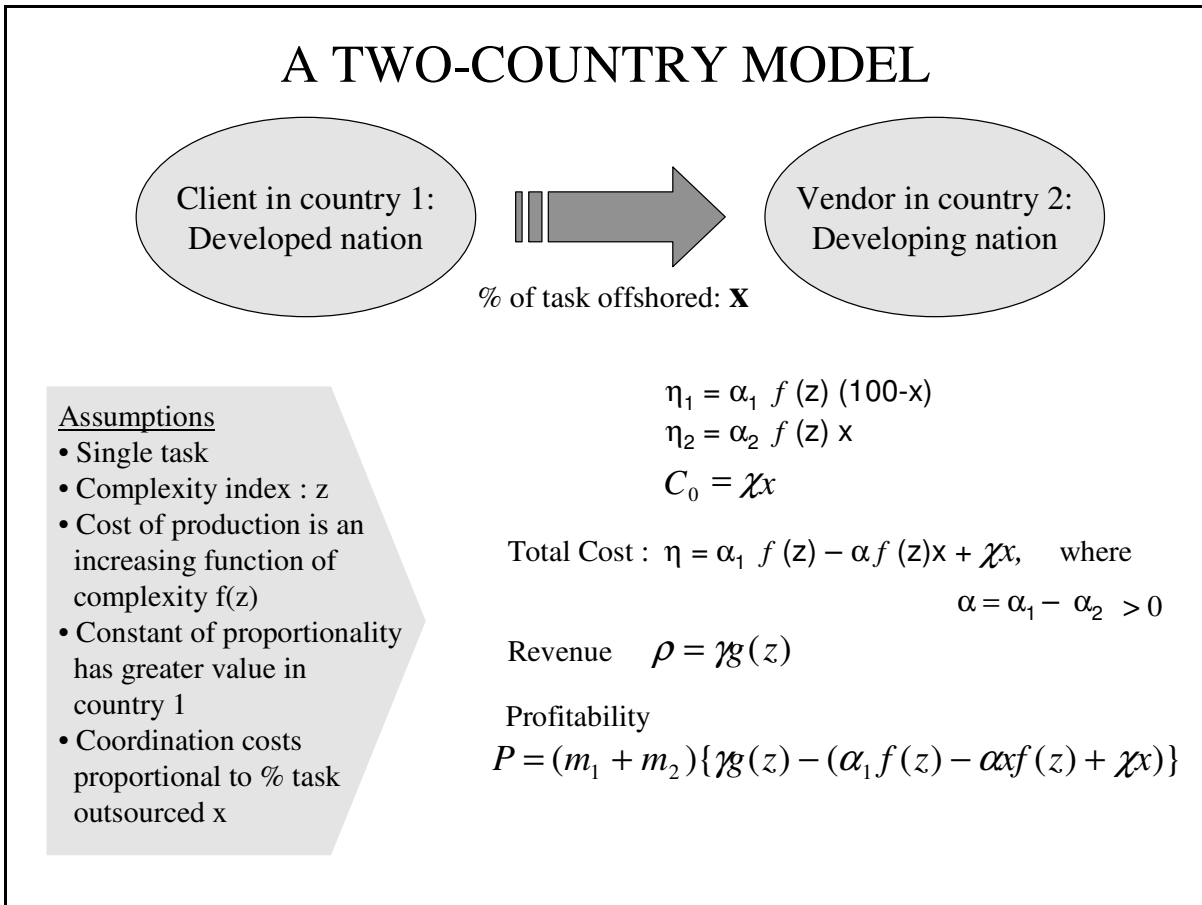 A TWO-COUNTRY MODEL
Client in country 1:
Developed nation
Vendor in country 2:
Developing nation
% of task offshored: x
Assumptions
• Single task
• Complexity index : z
• Cost of production is an
increasing function of
complexity f(z)
• Constant of proportionality
has greater value in
country 1
• Coordination costs
proportional to % task
outsourced x
η₁ = α₁ f (z) (100-x)
η₂ = α₂ f (z) x
C₀ = χx
Total Cost : η = α₁ f (z) – αf (z)x + χx, where
α = α₁ – α₂ > 0
Revenue ρ = γg(z)
Profitability
P = (m₁ + m₂){γg(z) – (α₁f(z) – αxf(z) + χx)}